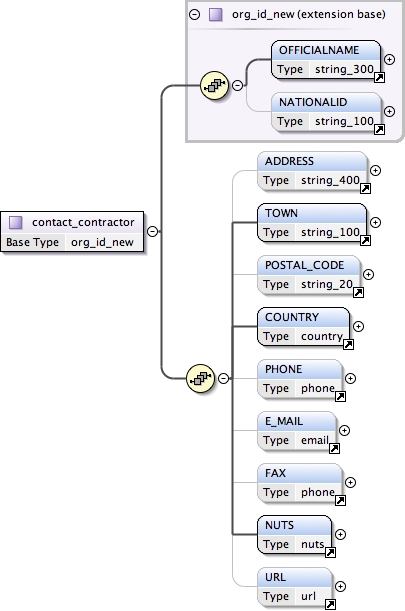 org_id_new (extension base)
OFFICIALNAME
Type string_300
NATIONALID
Type string_100
ADDRESS
Type string_400
contact_contractor
Base Type org_id_new
TOWN
Type string_100
POSTAL_CODE
Type string_20
COUNTRY
Type country
PHONE
Type phone
E_MAIL
Type email
FAX
Type phone
NUTS
Type nuts
URL
Type url